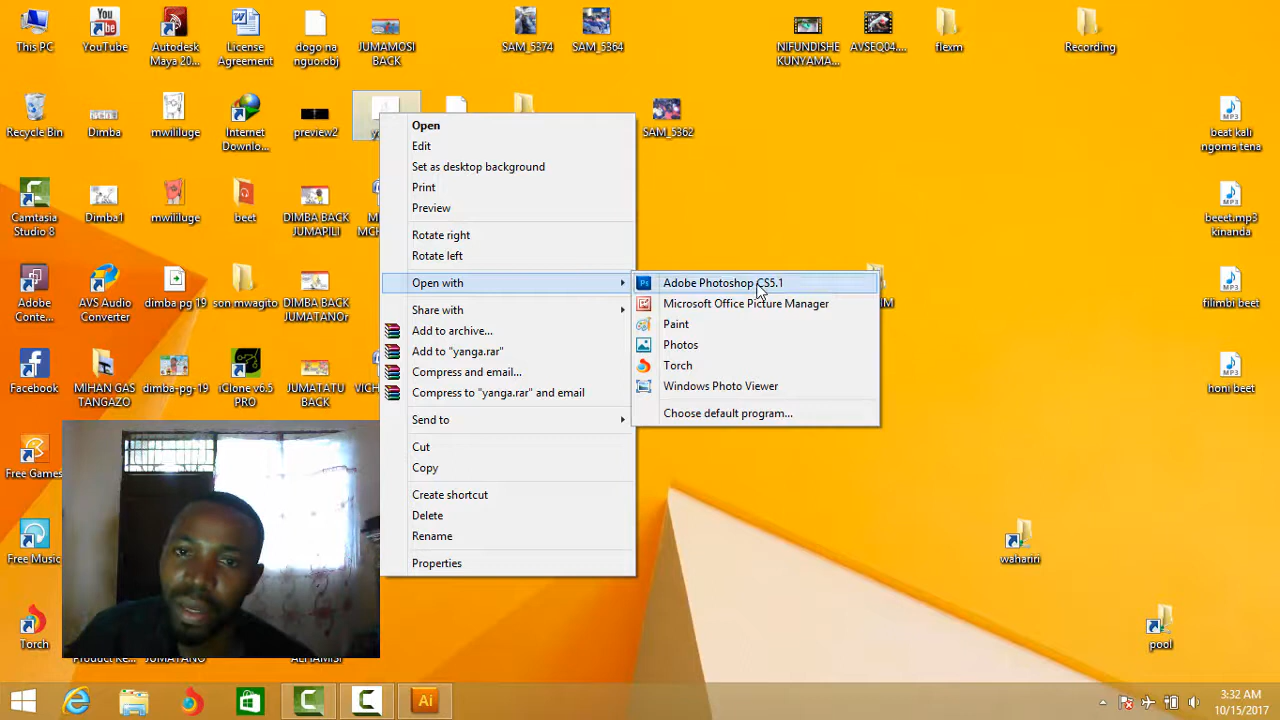 This PC
YouTube
Autodesk
Maya 20...
License
Agreement
dogo na
nguo.obj
JUMAMOSI
BACK
SAM_5374
SAM_5364
NIFUNDISHE
KUNYAMA...
AVSEQ04....
flexm
Recording
Recycle Bin
Dimba
mwililuge
Internet
Downlo...
preview2
SAM_5362
beat kali
ngoma tena
Camtasia
Studio 8
Dimba1
mwililuge
beet
DIMBA BACK
JUMAPILI
beeet.mp3
kinanda
Adobe
Conte...
AVS Audio
Converter
dimba pg 19
son mwagito
DIMBA BACK
JUMATANOr
filimbi beet
Facebook
MIHAN GAS
TANGAZO
dimba-pg-19
iClone v6.5
PRO
JUMATATU
BACK
honi beet
Free Games
Free Music
Torch
wahariri
pool
Open
Edit
Set as desktop background
Print
Preview
Rotate right
Rotate left
Open with
Share with
Add to archive...
Add to "yanga.rar"
Compress and email...
Compress to "yanga.rar" and email
Send to
Cut
Copy
Create shortcut
Delete
Rename
Properties
Ps
Adobe Photoshop CS5.1
Microsoft Office Picture Manager
Paint
Photos
Torch
Windows Photo Viewer
Choose default program...
Ai
3:32 AM
10/15/2017